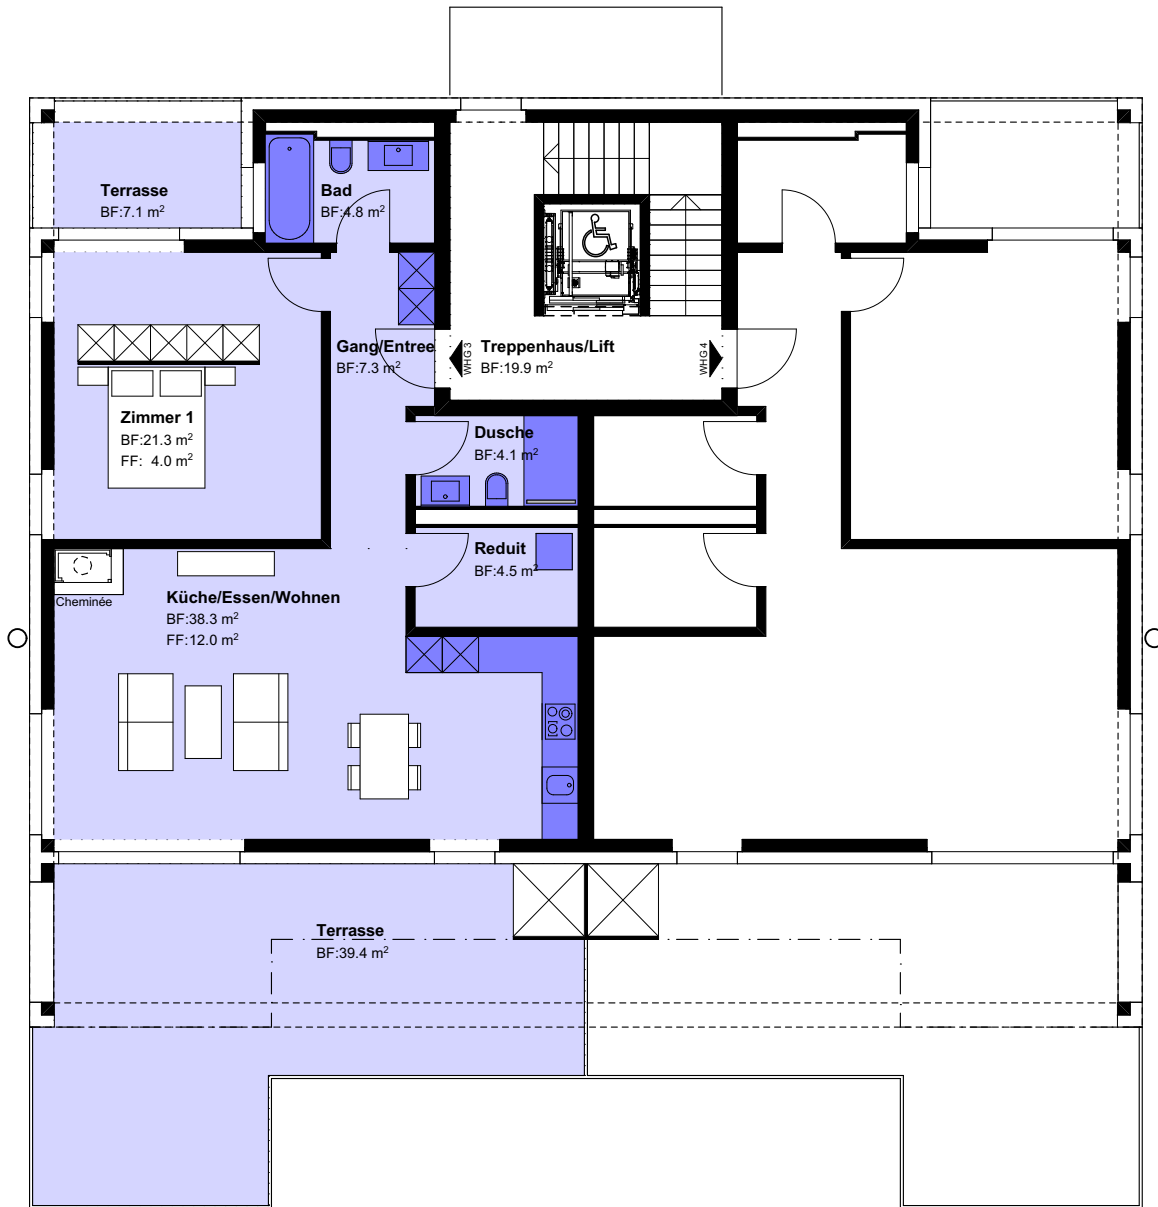 Terrasse
BF:7.1 m²
Bad
BF:4.8 m²
Gang/Entree
BF:7.3 m²
WHG 3
Treppenhaus/Lift
BF:19.9 m²
WHG 4
Zimmer 1
BF:21.3 m²
FF: 4.0 m²
Dusche
BF:4.1 m²
Reduit
BF:4.5 m²
Cheminée
Küche/Essen/Wohnen
BF:38.3 m²
FF:12.0 m²
Terrasse
BF:39.4 m²